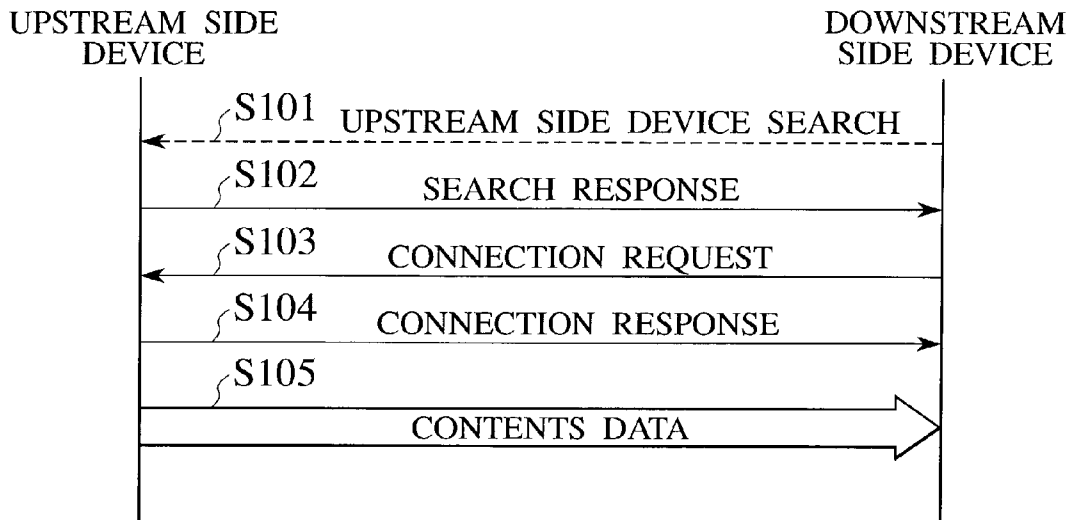 UPSTREAM SIDE
DEVICE
DOWNSTREAM
SIDE DEVICE
S101
UPSTREAM SIDE DEVICE SEARCH
S102
SEARCH RESPONSE
S103
CONNECTION REQUEST
S104
CONNECTION RESPONSE
S105
CONTENTS DATA